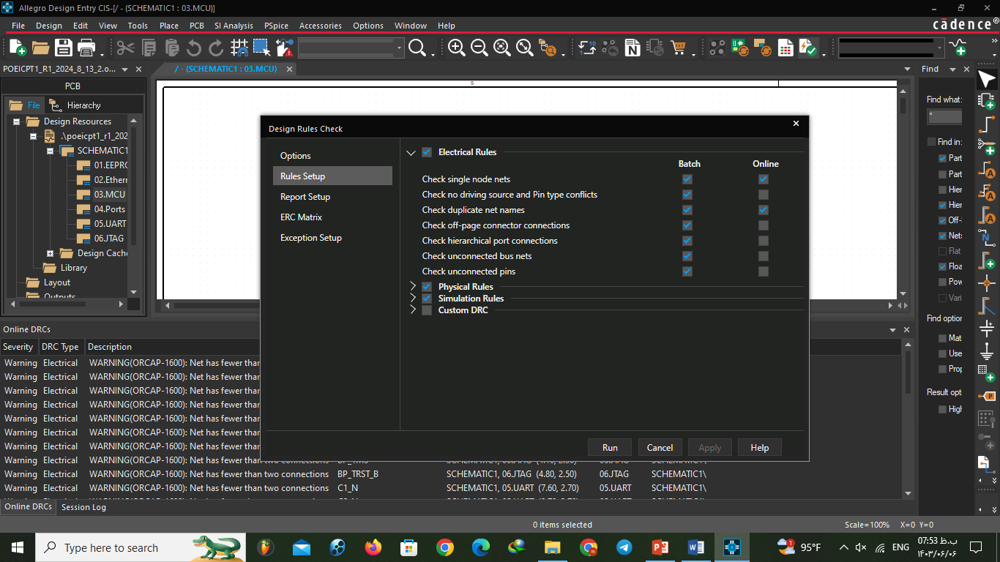 Allegro Design Entry CIS-[/ - (SCHEMATIC1 : 03.MCU)]
File Design Edit View Tools Place PCB SI Analysis PSpice Accessories Options Window Help
cādence®
POEICPT1_R1_2024_8_13_2.o...
/ - (SCHEMATIC1 : 03.MCU)
PCB
File Hierarchy
Design Resources
.\poeicpt1_r1_202
SCHEMATIC1
01.EEPRO
02.Ethern
03.MCU
04.Ports
05.UART
06.JTAG
Design Cache
Library
Layout
Outputs
5
Design Rules Check
Options
Rules Setup
Report Setup
ERC Matrix
Exception Setup
Electrical Rules
Batch Online
Check single node nets
Check no driving source and Pin type conflicts
Check duplicate net names
Check off-page connector connections
Check hierarchical port connections
Check unconnected bus nets
Check unconnected pins
Physical Rules
Simulation Rules
Custom DRC
Run Cancel Apply Help
Find
Find what:
*
Find in:
Part
Part
Hier
Hier
Off-
Nets
Flat
Floa
Pow
Vari
Find option
Mat
Use
Prop
Result opt
High
Online DRCs
Severity DRC Type Description
Warning Electrical WARNING(ORCAP-1600): Net has fewer than
Warning Electrical WARNING(ORCAP-1600): Net has fewer than
Warning Electrical WARNING(ORCAP-1600): Net has fewer than
Warning Electrical WARNING(ORCAP-1600): Net has fewer than
Warning Electrical WARNING(ORCAP-1600): Net has fewer than
Warning Electrical WARNING(ORCAP-1600): Net has fewer than
Warning Electrical WARNING(ORCAP-1600): Net has fewer than
Warning Electrical WARNING(ORCAP-1600): Net has fewer than two connections BP_TMS SCHEMATIC1, 06.JTAG (4.10, 2.50) 06.JTAG SCHEMATIC1\
Warning Electrical WARNING(ORCAP-1600): Net has fewer than two connections BP_TRST_B SCHEMATIC1, 06.JTAG (4.80, 2.50) 06.JTAG SCHEMATIC1\
Warning Electrical WARNING(ORCAP-1600): Net has fewer than two connections C1_N SCHEMATIC1, 05.UART (7.60, 2.70) 05.UART SCHEMATIC1\
Online DRCs Session Log
0 items selected Scale=100% X=0 Y=0
Type here to search
95°F
ENG
07:53 ب.ظ
۱۴۰۳/۰۶/۰۶